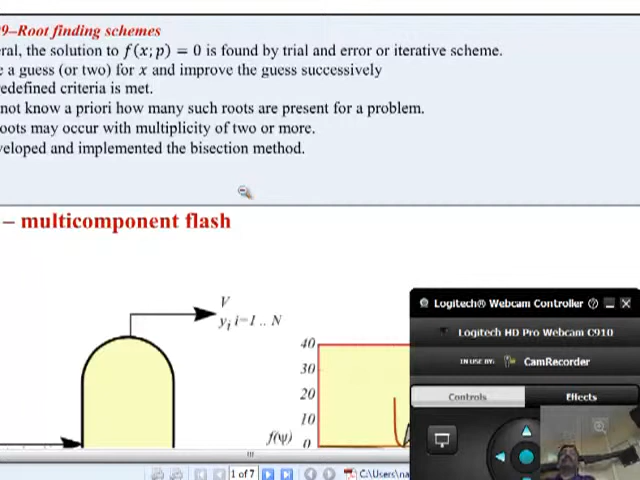 9–Root finding schemes
ral, the solution to f(x; p) = 0 is found by trial and error or iterative scheme.
e a guess (or two) for x and improve the guess successively
redefined criteria is met.
not know a priori how many such roots are present for a problem.
oots may occur with multiplicity of two or more.
veloped and implemented the bisection method.
– multicomponent flash
V
y_i i=1 .. N
40
30
20
10
f(ψ) 0
Logitech® Webcam Controller
Logitech HD Pro Webcam C910
IN USE BY: CamRecorder
Controls Effects
1 of 7
C:\Users\na